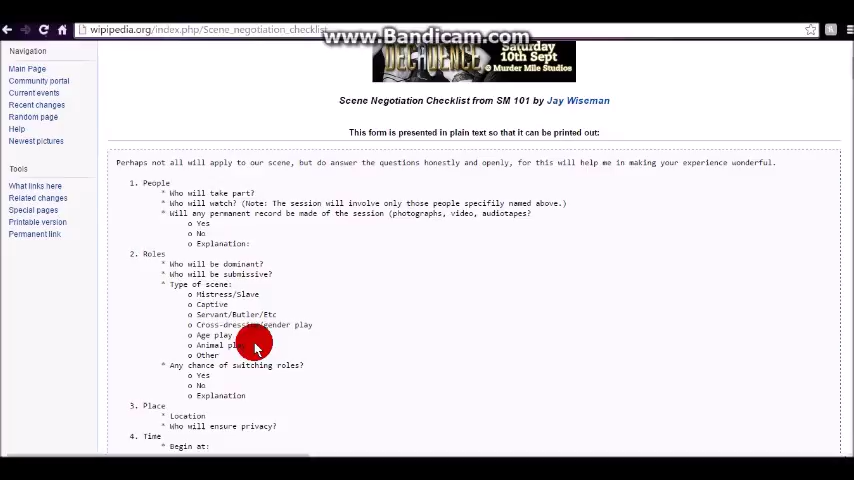 wipipedia.org/index.php/Scene_negotiation_checklist
www.Bandicam.com
Navigation
Main Page
Community portal
Current events
Recent changes
Random page
Help
Newest pictures
Tools
What links here
Related changes
Special pages
Printable version
Permanent link
DECADENCE
Saturday
10th Sept
@ Murder Mile Studios
Scene Negotiation Checklist from SM 101 by Jay Wiseman
This form is presented in plain text so that it can be printed out:
Perhaps not all will apply to our scene, but do answer the questions honestly and openly, for this will help me in making your experience wonderful.
1. People
* Who will take part?
* Who will watch? (Note: The session will involve only those people specifily named above.)
* Will any permanent record be made of the session (photographs, video, audiotapes?
o Yes
o No
o Explanation:
2. Roles
* Who will be dominant?
* Who will be submissive?
* Type of scene:
o Mistress/Slave
o Captive
o Servant/Butler/Etc
o Cross-dressing/gender play
o Age play
o Animal play
o Other
* Any chance of switching roles?
o Yes
o No
o Explanation
3. Place
* Location
* Who will ensure privacy?
4. Time
* Begin at: